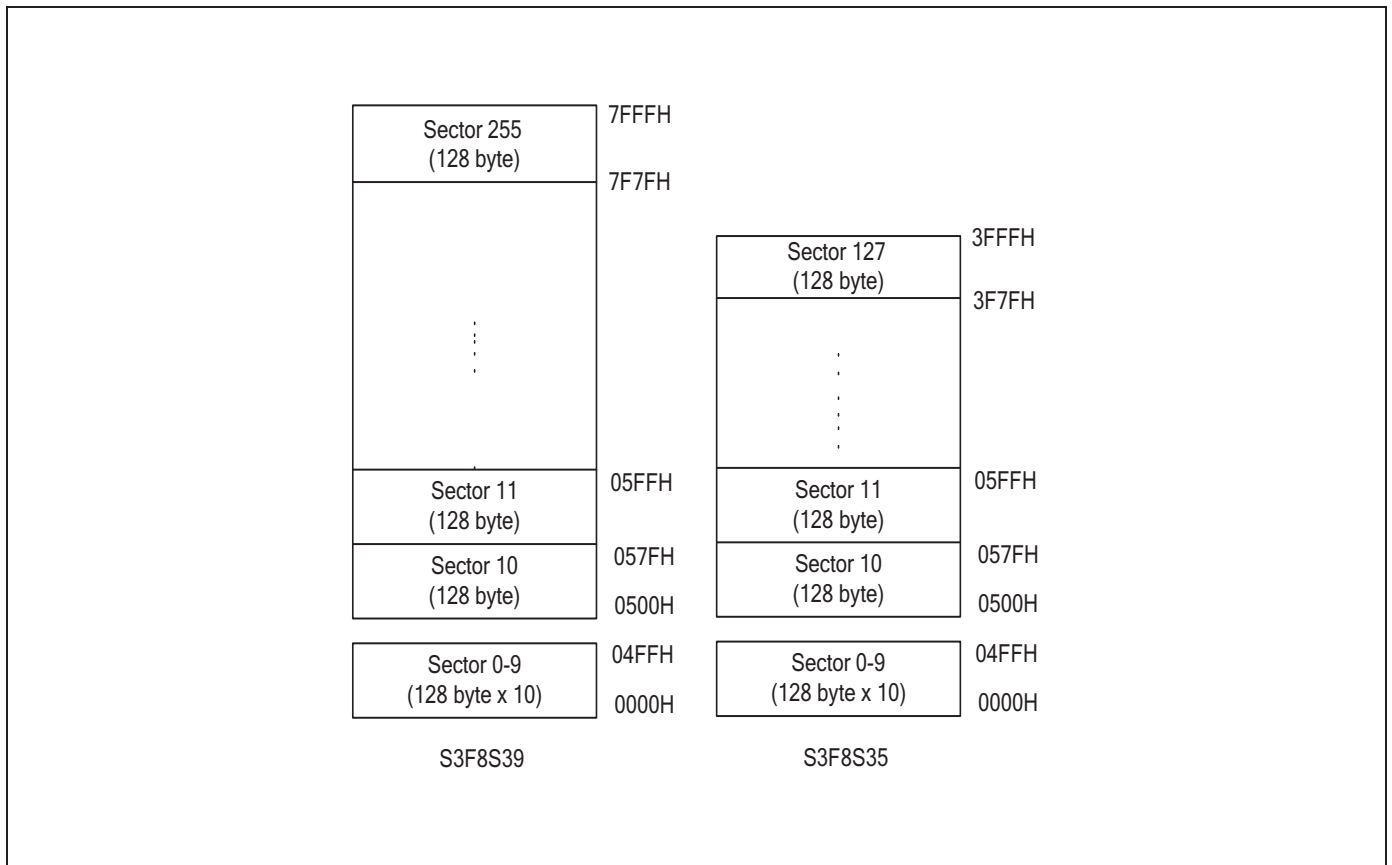 Sector 255
(128 byte)
7FFFH
7F7FH
Sector 11
(128 byte)
05FFH
Sector 10
(128 byte)
057FH
0500H
Sector 0-9
(128 byte x 10)
04FFH
0000H
S3F8S39
Sector 127
(128 byte)
3FFFH
3F7FH
Sector 11
(128 byte)
05FFH
Sector 10
(128 byte)
057FH
0500H
Sector 0-9
(128 byte x 10)
04FFH
0000H
S3F8S35